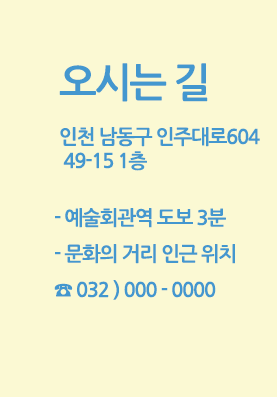 오시는 길
인천 남동구 인주대로604
49-15 1층
- 예술회관역 도보 3분
- 문화의 거리 인근 위치
☎ 032 ) 000 - 0000